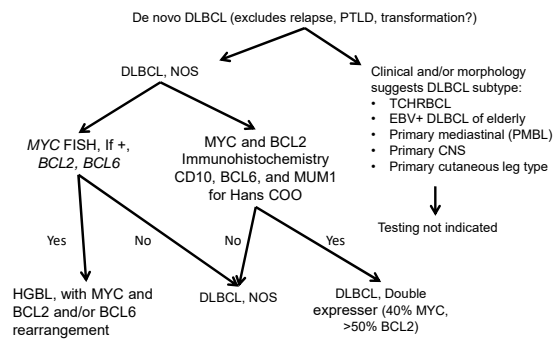 De novo DLBCL (excludes relapse, PTLD, transformation?)
DLBCL, NOS
Clinical and/or morphology
suggests DLBCL subtype:
• TCHRBCL
• EBV+ DLBCL of elderly
• Primary mediastinal (PMBL)
• Primary CNS
• Primary cutaneous leg type
MYC FISH, If +,
BCL2, BCL6
MYC and BCL2
Immunohistochemistry
CD10, BCL6, and MUM1
for Hans COO
Testing not indicated
Yes
No
No
Yes
HGBL, with MYC and
BCL2 and/or BCL6
rearrangement
DLBCL, NOS
DLBCL, Double
expresser (40% MYC,
>50% BCL2)